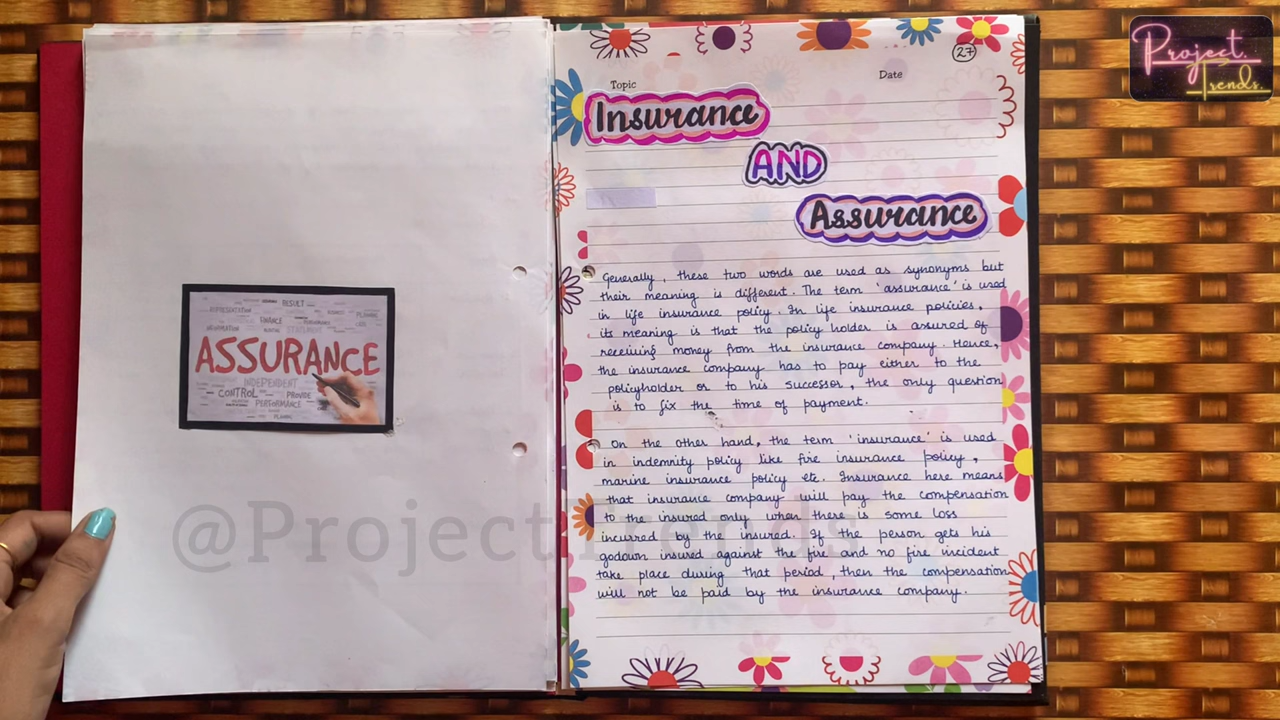 Project.
Trends.
27
Topic
Date
Insurance
AND
Assurance
Generally, these two words are used as synonyms but
their meaning is different. The term 'assurance' is used
in life insurance policy. In life insurance policies,
its meaning is that the policy holder is assured of
receiving money from the insurance company. Hence,
the insurance company has to pay either to the
policyholder or to his successor, the only question
is to fix the time of payment.
On the other hand, the term 'insurance' is used
in indemnity policy like fire insurance policy,
marine insurance policy etc. Insurance here means
that insurance company will pay the compensation
to the insured only when there is some loss
incurred by the insured. If the person gets his
godown insured against the fire and no fire incident
take place during that period, then the compensation
will not be paid by the insurance company.
RESULT
REPRESENTATION
FINANCE
PLANNING
INFORMATION
ASSURANCE
INDEPENDENT
CONTROL
PROVIDE
PERFORMANCE
@Project.Trends